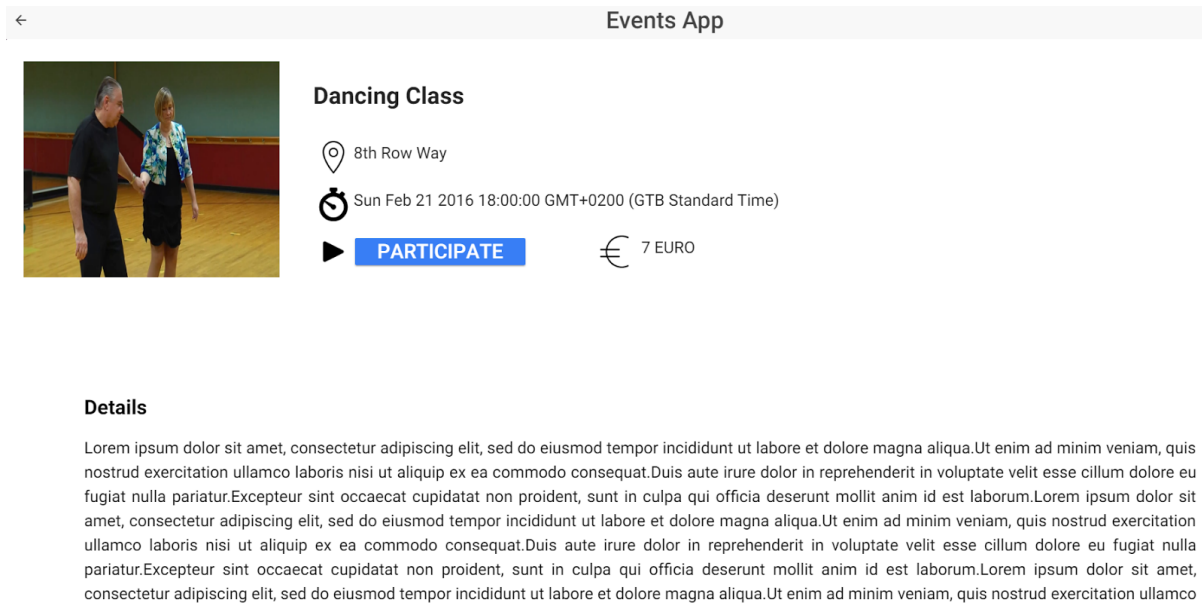 Events App
Dancing Class
8th Row Way
Sun Feb 21 2016 18:00:00 GMT+0200 (GTB Standard Time)
PARTICIPATE
7 EURO
Details
Lorem ipsum dolor sit amet, consectetur adipiscing elit, sed do eiusmod tempor incididunt ut labore et dolore magna aliqua.Ut enim ad minim veniam, quis
nostrud exercitation ullamco laboris nisi ut aliquip ex ea commodo consequat.Duis aute irure dolor in reprehenderit in voluptate velit esse cillum dolore eu
fugiat nulla pariatur.Excepteur sint occaecat cupidatat non proident, sunt in culpa qui officia deserunt mollit anim id est laborum.Lorem ipsum dolor sit
amet, consectetur adipiscing elit, sed do eiusmod tempor incididunt ut labore et dolore magna aliqua.Ut enim ad minim veniam, quis nostrud exercitation
ullamco laboris nisi ut aliquip ex ea commodo consequat.Duis aute irure dolor in reprehenderit in voluptate velit esse cillum dolore eu fugiat nulla
pariatur.Excepteur sint occaecat cupidatat non proident, sunt in culpa qui officia deserunt mollit anim id est laborum.Lorem ipsum dolor sit amet,
consectetur adipiscing elit, sed do eiusmod tempor incididunt ut labore et dolore magna aliqua.Ut enim ad minim veniam, quis nostrud exercitation ullamco